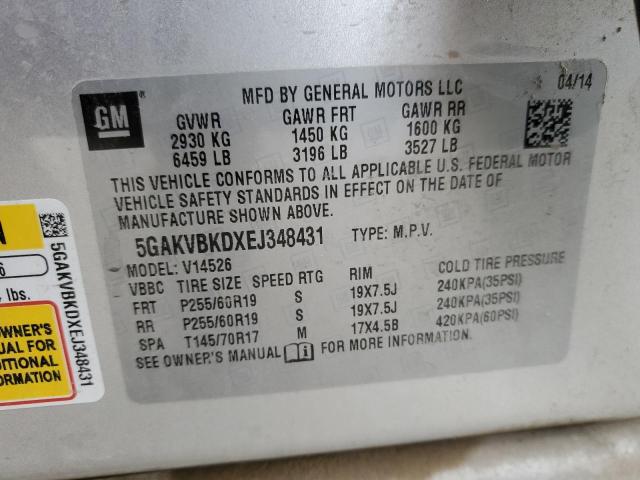 GM
MFD BY GENERAL MOTORS LLC
04/14
GVWR GAWR FRT GAWR RR
2930 KG 1450 KG 1600 KG
6459 LB 3196 LB 3527 LB
THIS VEHICLE CONFORMS TO ALL APPLICABLE U.S. FEDERAL MOTOR
VEHICLE SAFETY STANDARDS IN EFFECT ON THE DATE OF
MANUFACTURE SHOWN ABOVE.
5GAKVBKDXEJ348431 TYPE: M.P.V.
MODEL: V14526
VBBC TIRE SIZE SPEED RTG RIM COLD TIRE PRESSURE
FRT P255/60R19 S 19X7.5J 240KPA(35PSI)
RR P255/60R19 S 19X7.5J 240KPA(35PSI)
SPA T145/70R17 M 17X4.5B 420KPA(60PSI)
SEE OWNER'S MANUAL i FOR MORE INFORMATION.
N
6
lbs.
OWNER'S
UAL FOR
DITIONAL
ORMATION
5GAKVBKDXEJ348431